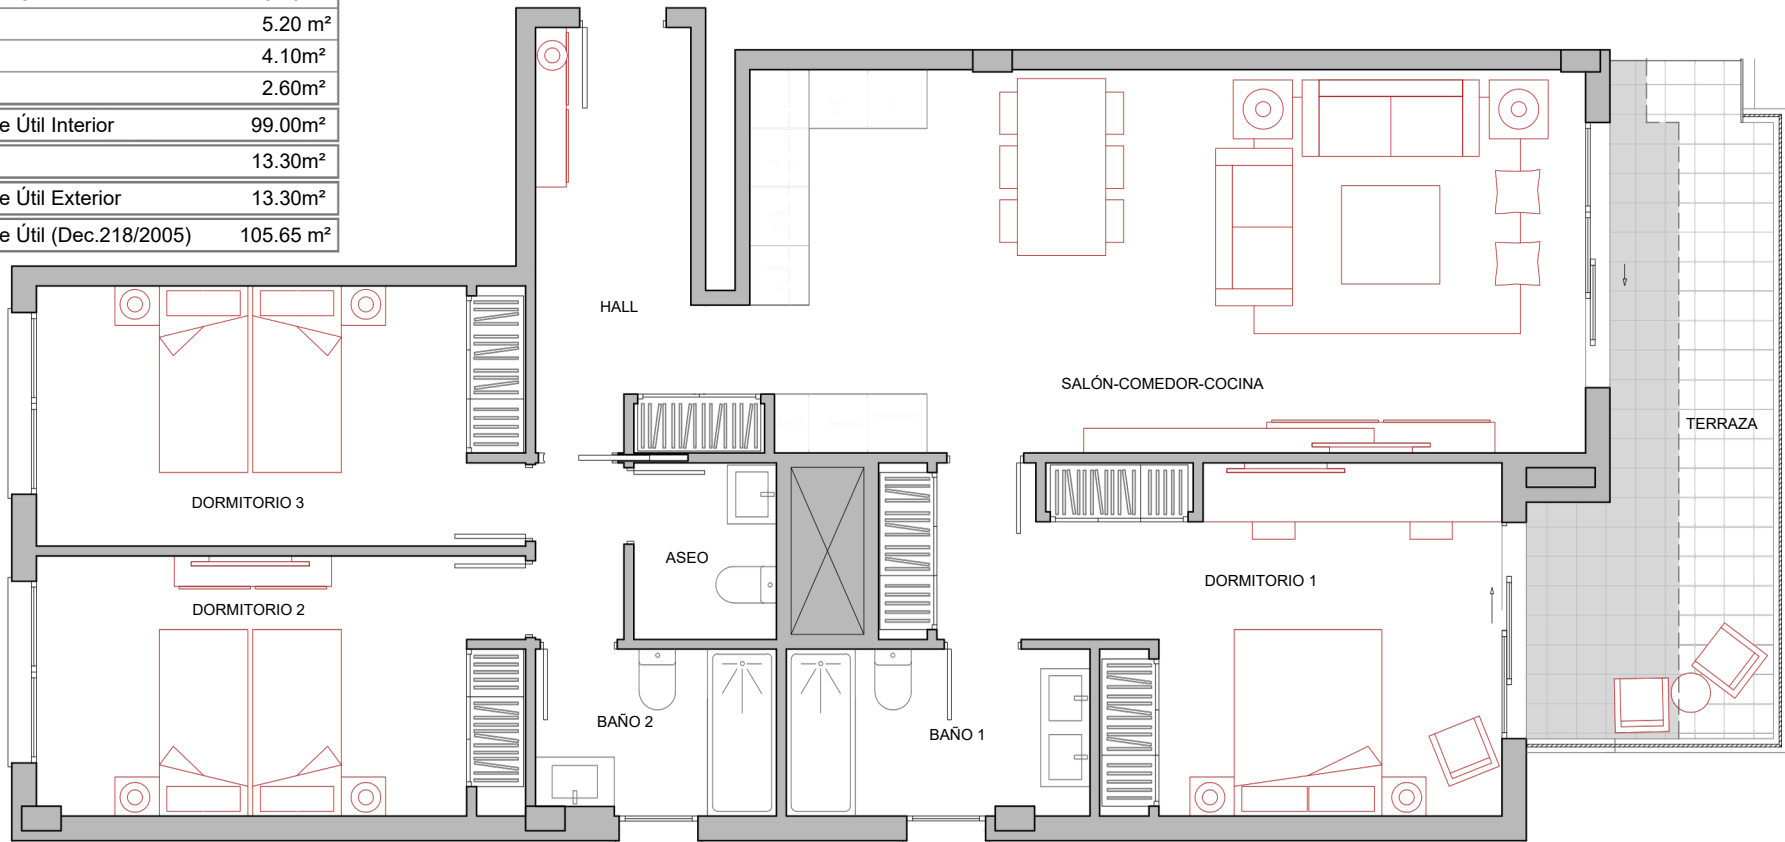 5.20 m²
4.10m²
2.60m²
e Útil Interior 99.00m²
13.30m²
e Útil Exterior 13.30m²
e Útil (Dec.218/2005) 105.65 m²
HALL
SALÓN-COMEDOR-COCINA
TERRAZA
DORMITORIO 3
ASEO
DORMITORIO 1
DORMITORIO 2
BAÑO 2
BAÑO 1